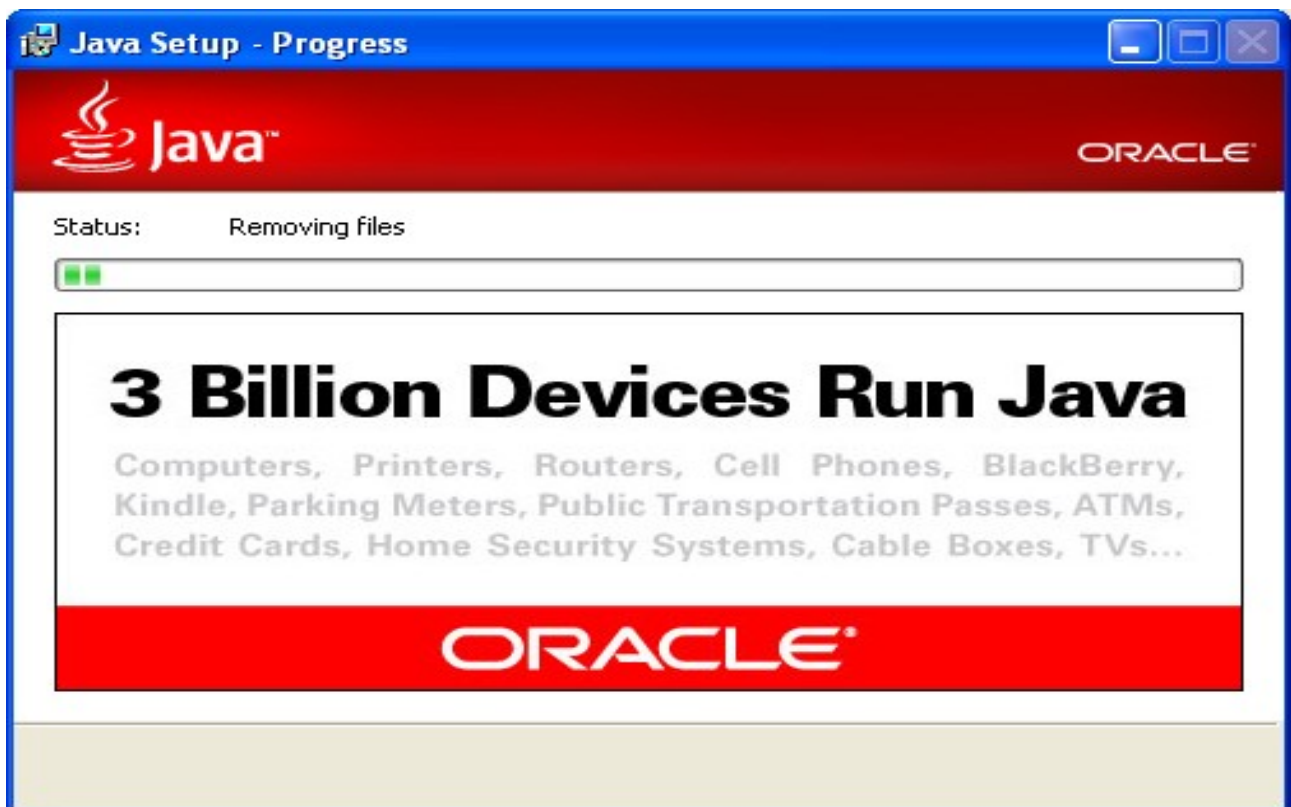 Java Setup - Progress
Java™
ORACLE®
Status: Removing files
3 Billion Devices Run Java
Computers, Printers, Routers, Cell Phones, BlackBerry,
Kindle, Parking Meters, Public Transportation Passes, ATMs,
Credit Cards, Home Security Systems, Cable Boxes, TVs...
ORACLE®